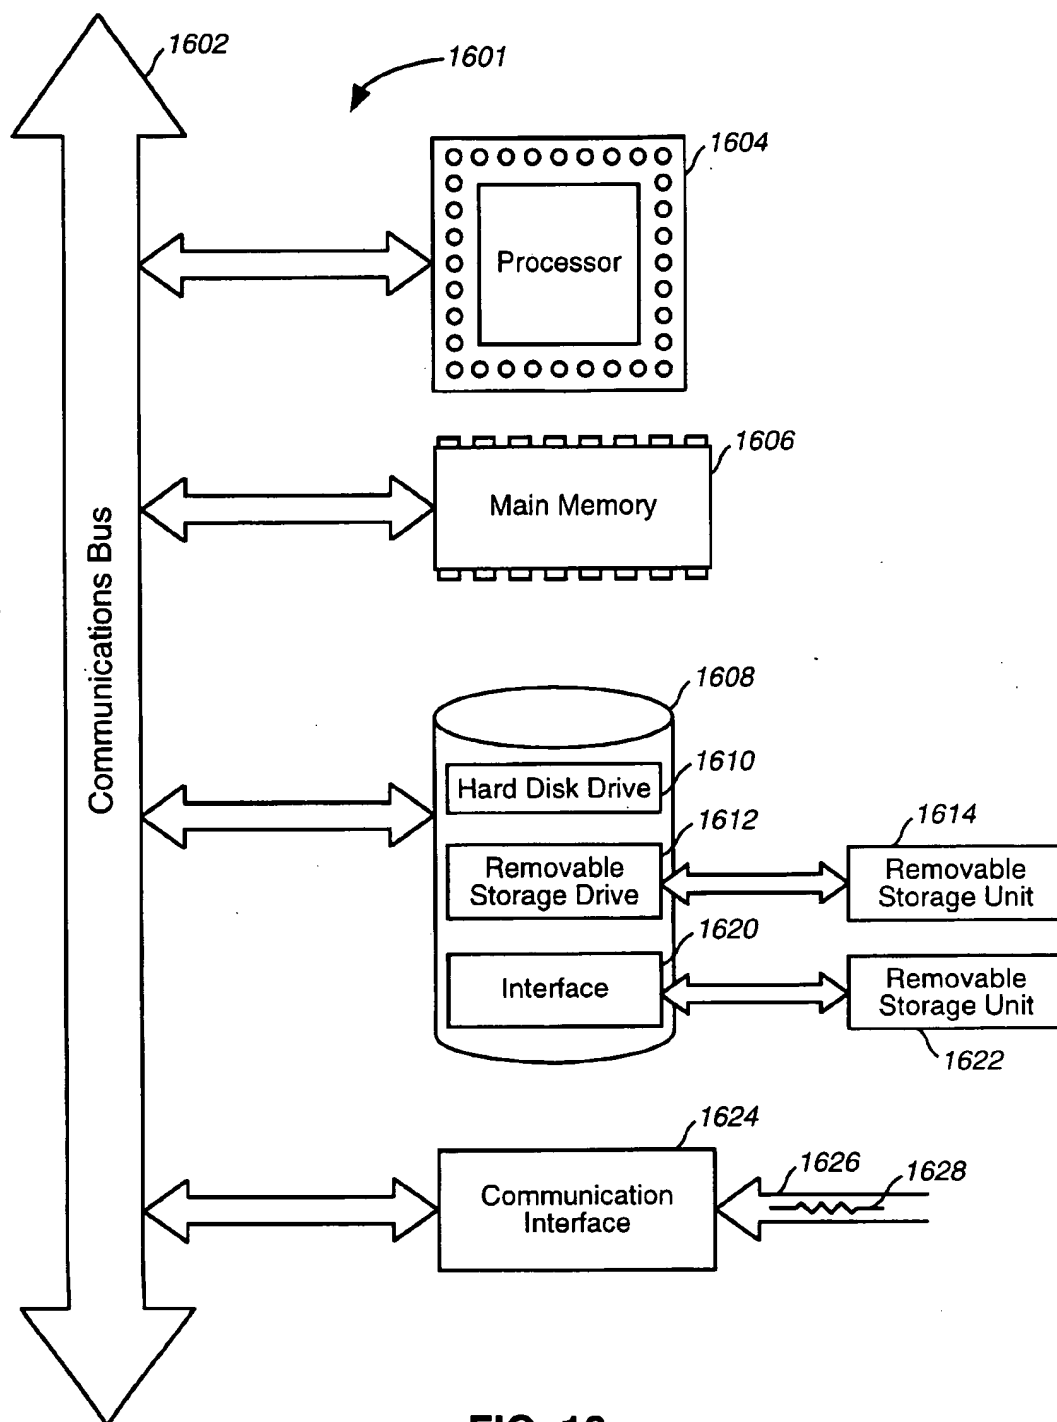 1602
1601
1604
Processor
1606
Main Memory
Communications Bus
1608
1610
Hard Disk Drive
1612
Removable
Storage Drive
1614
Removable
Storage Unit
1620
Interface
Removable
Storage Unit
1622
1624
Communication
Interface
1626
1628